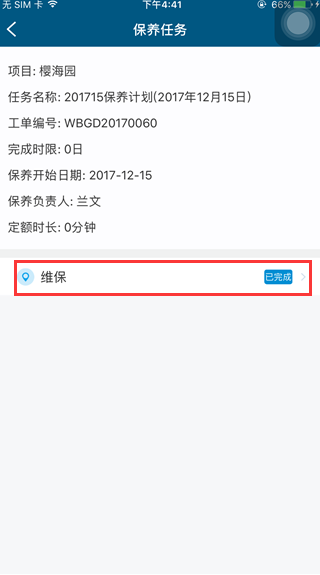 无 SIM 卡 下午4:41 66%
保养任务
项目: 樱海园
任务名称: 201715保养计划(2017年12月15日)
工单编号: WBGD20170060
完成时限: 0日
保养开始日期: 2017-12-15
保养负责人: 兰文
定额时长: 0分钟
维保 已完成